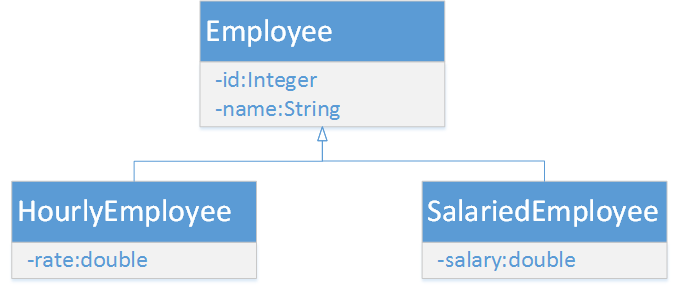 Employee
-id:Integer
-name:String
HourlyEmployee
-rate:double
SalariedEmployee
-salary:double